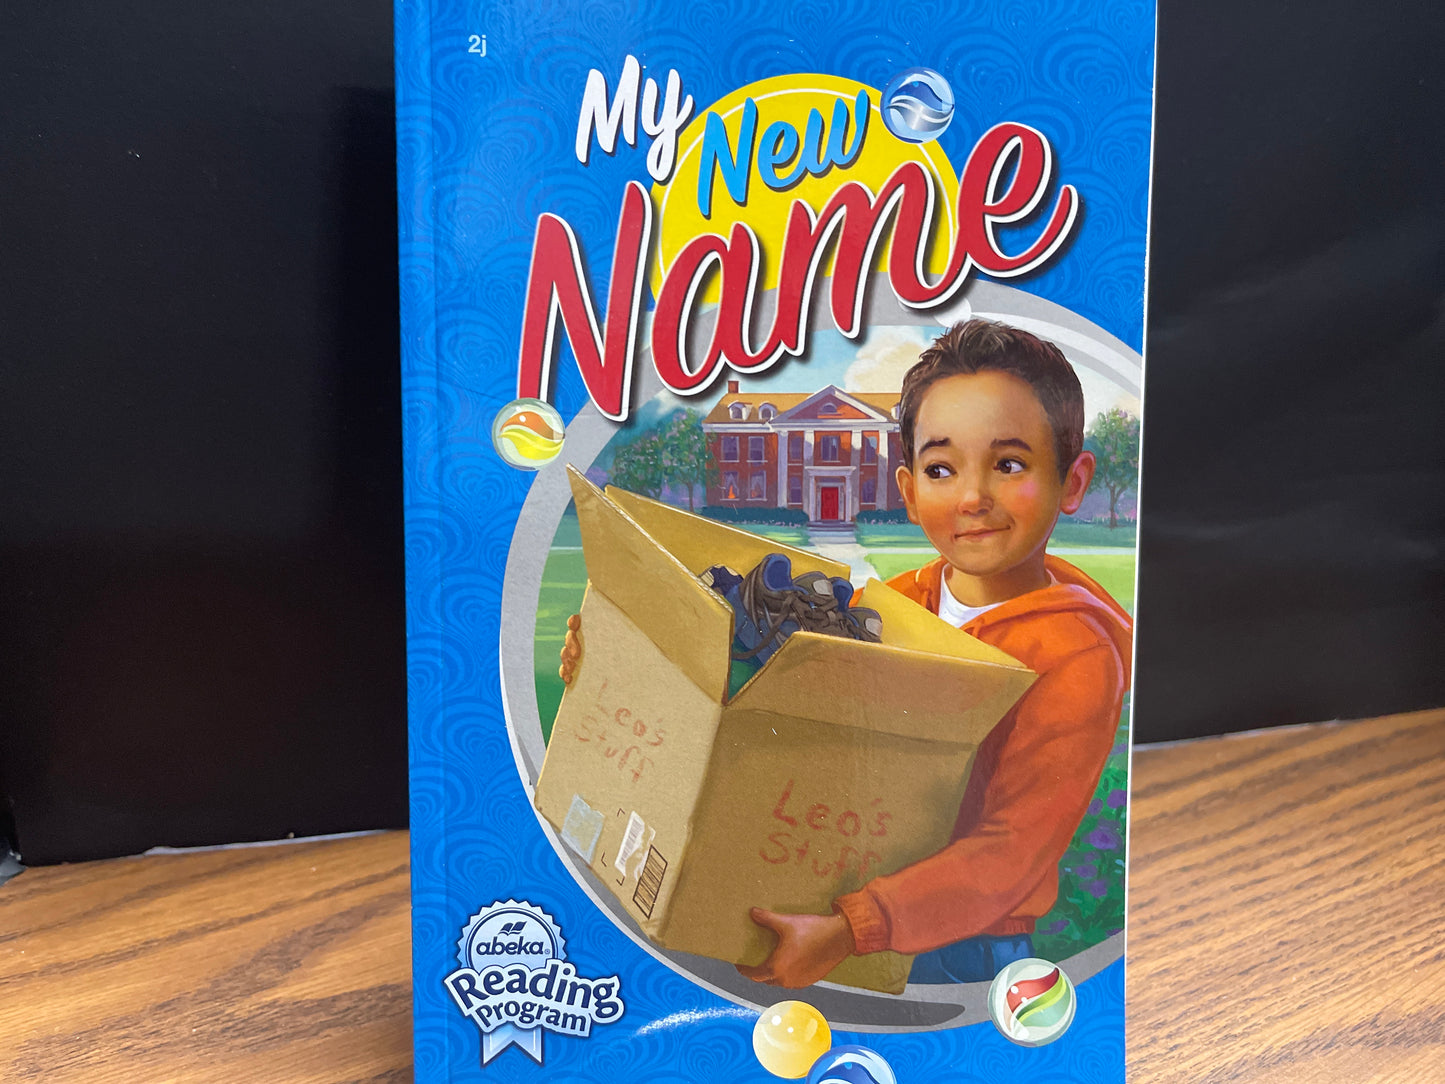 2j
My
New
Name
Leo's
Stuff
Leo's
Stuff
abeka®
Reading
Program